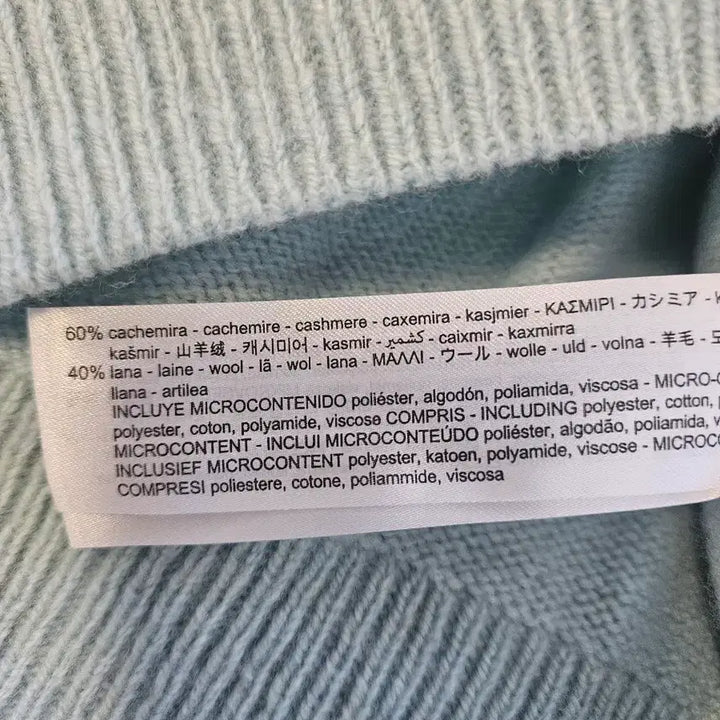 60% cachemira - cachemire - cashmere - caxemira - kasjmier - ΚΑΣΜΙΡΙ - カシミア -
kašmir - 山羊绒 - 캐시미어 - kasmir - كشمير - caixmir - kaxmirra
40% lana - laine - wool - lã - wol - lana - ΜΑΛΛΙ - ウール - wolle - uld - volna - 羊毛 -
llana - artilea
INCLUYE MICROCONTENIDO poliéster, algodón, poliamida, viscosa - MICRO-
polyester, coton, polyamide, viscose COMPRIS - INCLUDING polyester, cotton,
MICROCONTENT - INCLUI MICROCONTEÚDO poliéster, algodão, poliamida,
INCLUSIEF MICROCONTENT polyester, katoen, polyamide, viscose - MICROCO
COMPRESI poliestere, cotone, poliammide, viscosa